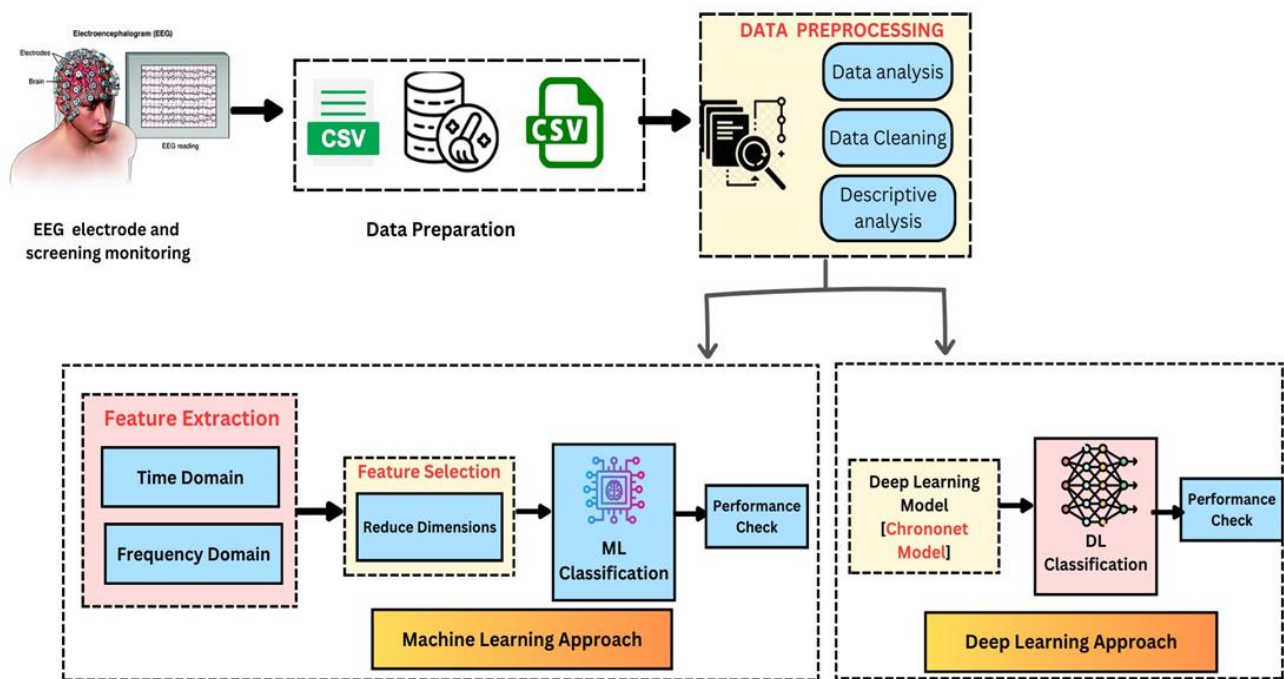 Electroencephalogram (EEG)
Electrodes
Brain
EEG reading
EEG electrode and
screening monitoring
CSV
CSV
Data Preparation
DATA PREPROCESSING
Data analysis
Data Cleaning
Descriptive
analysis
Feature Extraction
Time Domain
Frequency Domain
Feature Selection
Reduce Dimensions
ML
Classification
Performance
Check
Machine Learning Approach
Deep Learning
Model
[Chrononet
Model]
DL
Classification
Performance
Check
Deep Learning Approach